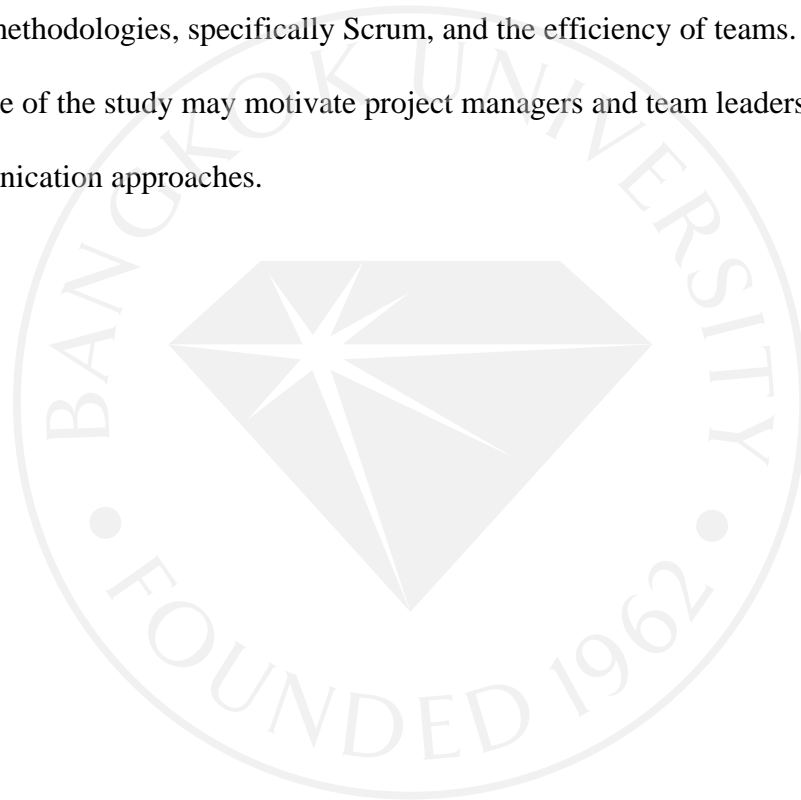 nethodologies, specifically Scrum, and the efficiency of teams.
e of the study may motivate project managers and team leaders
nication approaches.
BANGKOK UNIVERSITY
• FOUNDED 1962 •